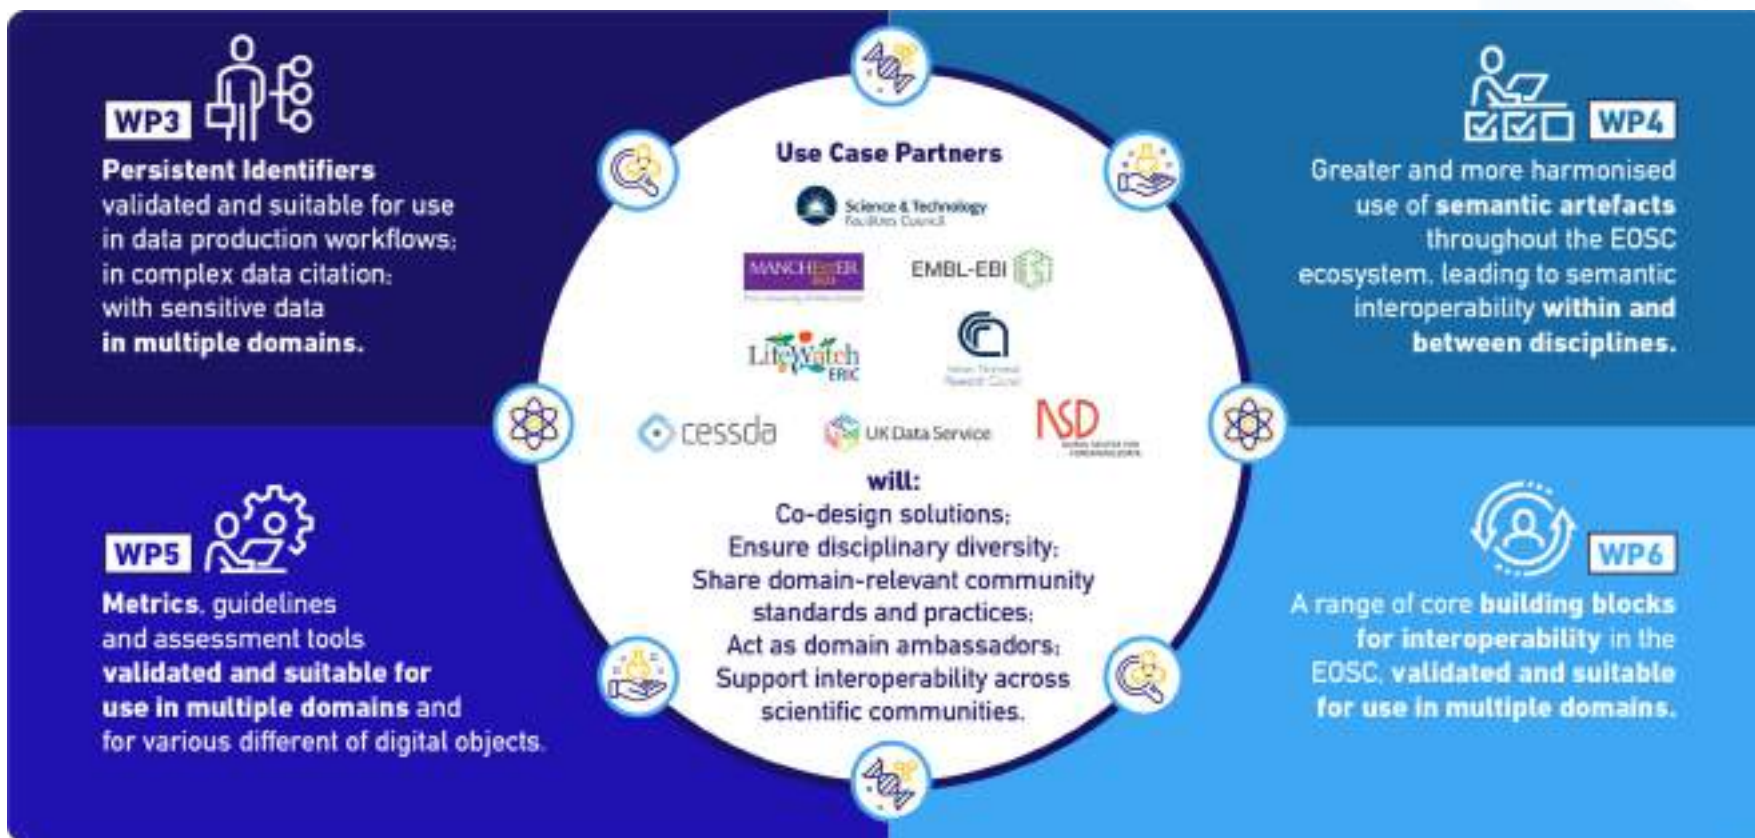 WP3
Persistent Identifiers
validated and suitable for use
in data production workflows;
in complex data citation;
with sensitive data
in multiple domains.
WP4
Greater and more harmonised
use of semantic artefacts
throughout the EOSC
ecosystem, leading to semantic
interoperability within and
between disciplines.
Use Case Partners
Science & Technology
Facilities Council
MANCHESTER
EMBL-EBI
LifeWatch
ERIC
Research Council
cessda
UK Data Service
NSD
will:
Co-design solutions;
Ensure disciplinary diversity;
Share domain-relevant community
standards and practices;
Act as domain ambassadors;
Support interoperability across
scientific communities.
WP5
Metrics, guidelines
and assessment tools
validated and suitable for
use in multiple domains and
for various different of digital objects.
WP6
A range of core building blocks
for interoperability in the
EOSC, validated and suitable
for use in multiple domains.